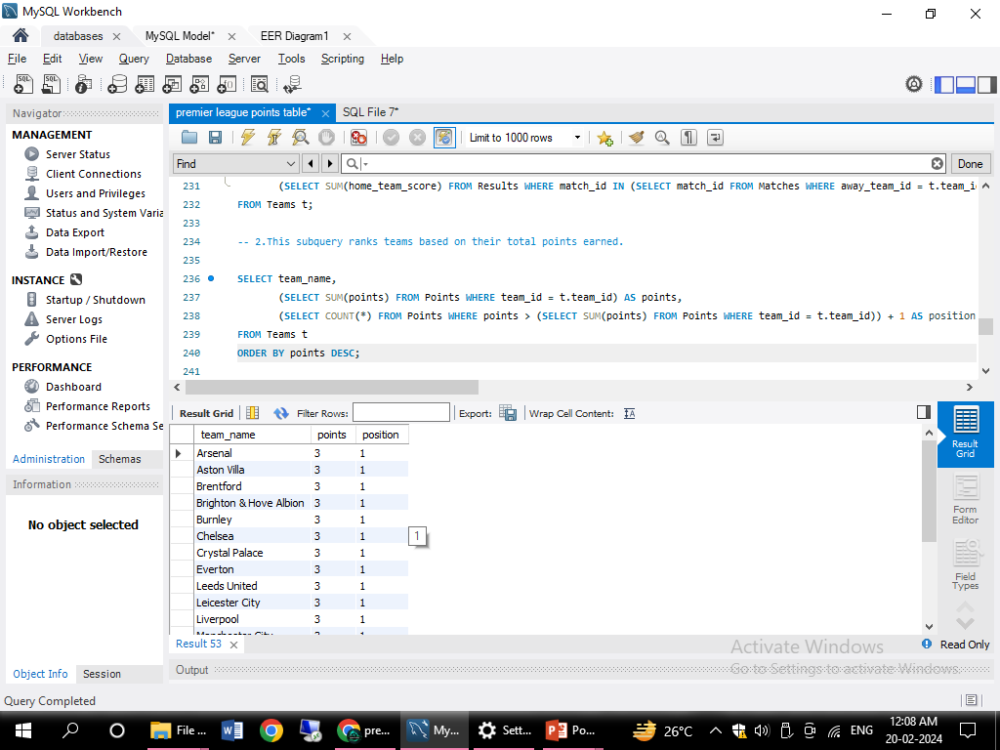 MySQL Workbench
databases
MySQL Model*
EER Diagram1
File Edit View Query Database Server Tools Scripting Help
Navigator
MANAGEMENT
Server Status
Client Connections
Users and Privileges
Status and System Varia
Data Export
Data Import/Restore
INSTANCE
Startup / Shutdown
Server Logs
Options File
PERFORMANCE
Dashboard
Performance Reports
Performance Schema Se
Administration Schemas
Information
No object selected
Object Info Session
premier league points table*
SQL File 7*
Limit to 1000 rows
Find
Done
231 (SELECT SUM(home_team_score) FROM Results WHERE match_id IN (SELECT match_id FROM Matches WHERE away_team_id = t.team_i
232 FROM Teams t;
233
234 -- 2.This subquery ranks teams based on their total points earned.
235
236 SELECT team_name,
237 (SELECT SUM(points) FROM Points WHERE team_id = t.team_id) AS points,
238 (SELECT COUNT(*) FROM Points WHERE points > (SELECT SUM(points) FROM Points WHERE team_id = t.team_id)) + 1 AS position
239 FROM Teams t
240 ORDER BY points DESC;
241
Result Grid Filter Rows: Export: Wrap Cell Content:
team_name points position
Arsenal 3 1
Aston Villa 3 1
Brentford 3 1
Brighton & Hove Albion 3 1
Burnley 3 1
Chelsea 3 1
Crystal Palace 3 1
Everton 3 1
Leeds United 3 1
Leicester City 3 1
Liverpool 3 1
1
Result Grid
Form Editor
Field Types
Result 53
Read Only
Output
Activate Windows
Go to Settings to activate Windows.
Query Completed
File ...
pre...
My...
Sett...
Po...
26°C
ENG
12:08 AM
20-02-2024